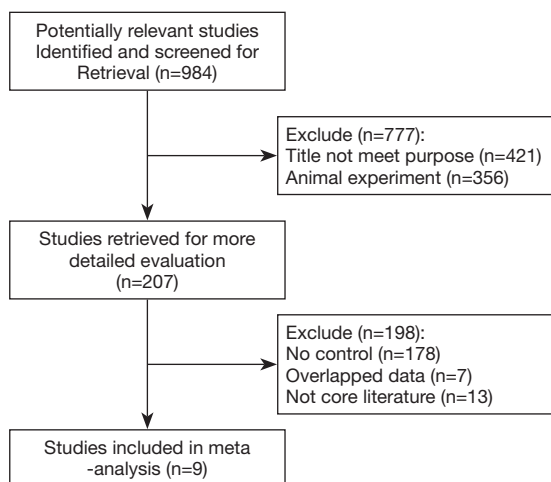 Potentially relevant studies
Identified and screened for
Retrieval (n=984)
Exclude (n=777):
Title not meet purpose (n=421)
Animal experiment (n=356)
Studies retrieved for more
detailed evaluation
(n=207)
Exclude (n=198):
No control (n=178)
Overlapped data (n=7)
Not core literature (n=13)
Studies included in meta
-analysis (n=9)